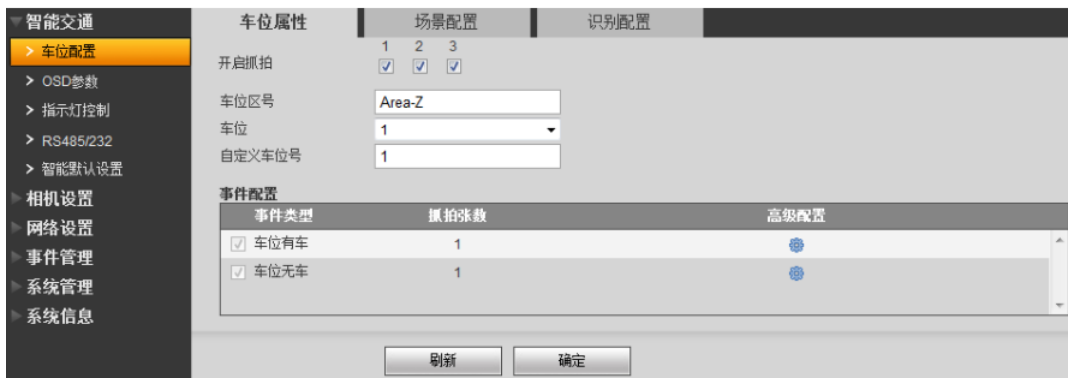 智能交通
车位配置
OSD参数
指示灯控制
RS485/232
智能默认设置
相机设置
网络设置
事件管理
系统管理
系统信息
车位属性 场景配置 识别配置
1 2 3
开启抓拍
车位区号 Area-Z
车位 1
自定义车位号 1
事件配置
事件类型 抓拍张数 高级配置
车位有车 1
车位无车 1
刷新 确定